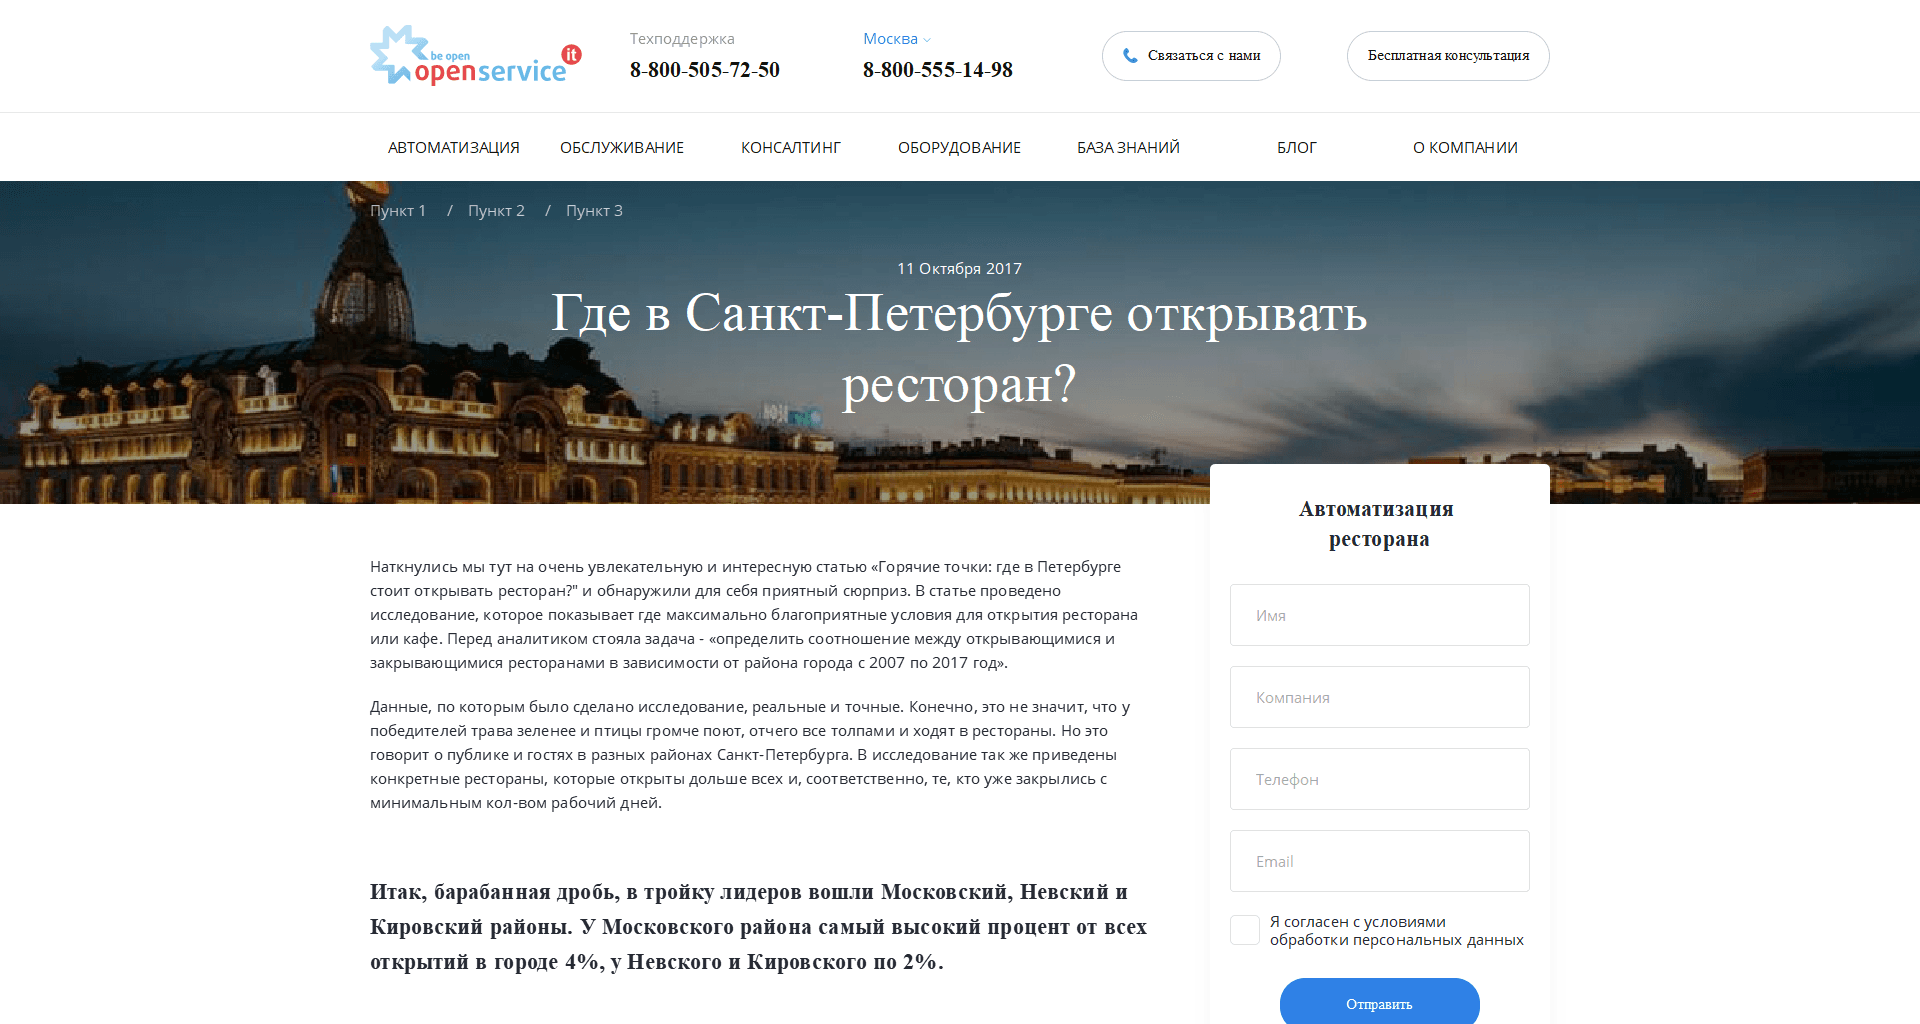 be open
openservice it
Техподдержка
8-800-505-72-50
Москва
8-800-555-14-98
Связаться с нами
Бесплатная консультация
АВТОМАТИЗАЦИЯ
ОБСЛУЖИВАНИЕ
КОНСАЛТИНГ
ОБОРУДОВАНИЕ
БАЗА ЗНАНИЙ
БЛОГ
О КОМПАНИИ
Пункт 1 / Пункт 2 / Пункт 3
11 Октября 2017
Где в Санкт-Петербурге открывать
ресторан?
Наткнулись мы тут на очень увлекательную и интересную статью «Горячие точки: где в Петербурге
стоит открывать ресторан?" и обнаружили для себя приятный сюрприз. В статье проведено
исследование, которое показывает где максимально благоприятные условия для открытия ресторана
или кафе. Перед аналитиком стояла задача - «определить соотношение между открывающимися и
закрывающимися ресторанами в зависимости от района города с 2007 по 2017 год».
Данные, по которым было сделано исследование, реальные и точные. Конечно, это не значит, что у
победителей трава зеленее и птицы громче поют, отчего все толпами и ходят в рестораны. Но это
говорит о публике и гостях в разных районах Санкт-Петербурга. В исследование так же приведены
конкретные рестораны, которые открыты дольше всех и, соответственно, те, кто уже закрылись с
минимальным кол-вом рабочий дней.
Итак, барабанная дробь, в тройку лидеров вошли Московский, Невский и
Кировский районы. У Московского района самый высокий процент от всех
открытий в городе 4%, у Невского и Кировского по 2%.
Автоматизация
ресторана
Имя
Компания
Телефон
Email
Я согласен с условиями
обработки персональных данных
Отправить